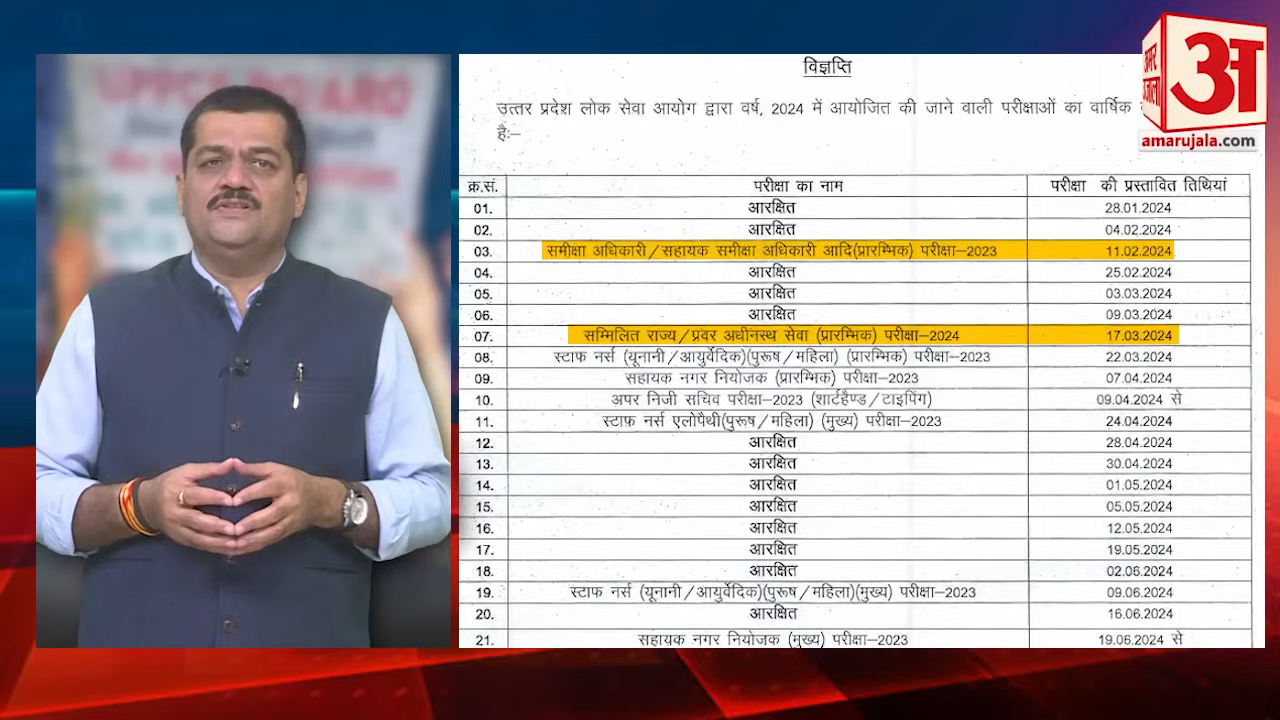 UPPCS RO/ARO
विज्ञप्ति
उत्तर प्रदेश लोक सेवा आयोग द्वारा वर्ष, 2024 में आयोजित की जाने वाली परीक्षाओं का वार्षिक
है:–
क्र.सं. परीक्षा का नाम परीक्षा की प्रस्तावित तिथियां
01. आरक्षित 28.01.2024
02. आरक्षित 04.02.2024
03. समीक्षा अधिकारी/सहायक समीक्षा अधिकारी आदि(प्रारम्भिक) परीक्षा–2023 11.02.2024
04. आरक्षित 25.02.2024
05. आरक्षित 03.03.2024
06. आरक्षित 09.03.2024
07. सम्मिलित राज्य/प्रवर अधीनस्थ सेवा (प्रारम्भिक) परीक्षा–2024 17.03.2024
08. स्टाफ नर्स (यूनानी/आयुर्वेदिक)(पुरूष/महिला) (प्रारम्भिक) परीक्षा–2023 22.03.2024
09. सहायक नगर नियोजक (प्रारम्भिक) परीक्षा–2023 07.04.2024
10. अपर निजी सचिव परीक्षा–2023 (शार्टहैण्ड/टाइपिंग) 09.04.2024 से
11. स्टाफ़ नर्स एलोपैथी(पुरूष/महिला) (मुख्य) परीक्षा–2023 24.04.2024
12. आरक्षित 28.04.2024
13. आरक्षित 30.04.2024
14. आरक्षित 01.05.2024
15. आरक्षित 05.05.2024
16. आरक्षित 12.05.2024
17. आरक्षित 19.05.2024
18. आरक्षित 02.06.2024
19. स्टाफ नर्स (यूनानी/आयुर्वेदिक)(पुरूष/महिला)(मुख्य) परीक्षा–2023 09.06.2024
20. आरक्षित 16.06.2024
21. सहायक नगर नियोजक (मुख्य) परीक्षा–2023 19.06.2024 से
अमर उजाला
अ
amarujala.com